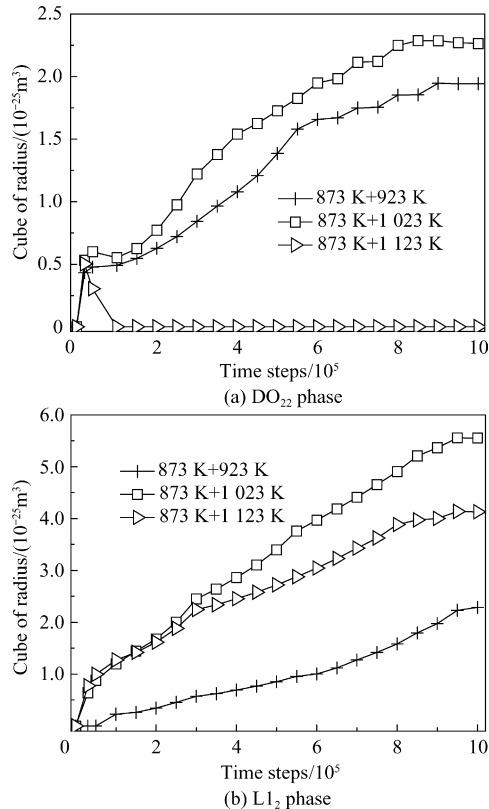 2.5
2.0
1.5
1.0
0.5
0
Cube of radius/(10⁻²⁵m³)
873 K+923 K
873 K+1 023 K
873 K+1 123 K
0 2 4 6 8 10
Time steps/10⁵
(a) DO₂₂ phase
6.0
5.0
4.0
3.0
2.0
1.0
Cube of radius/(10⁻²⁵m³)
873 K+923 K
873 K+1 023 K
873 K+1 123 K
0 2 4 6 8 10
Time steps/10⁵
(b) L1₂ phase